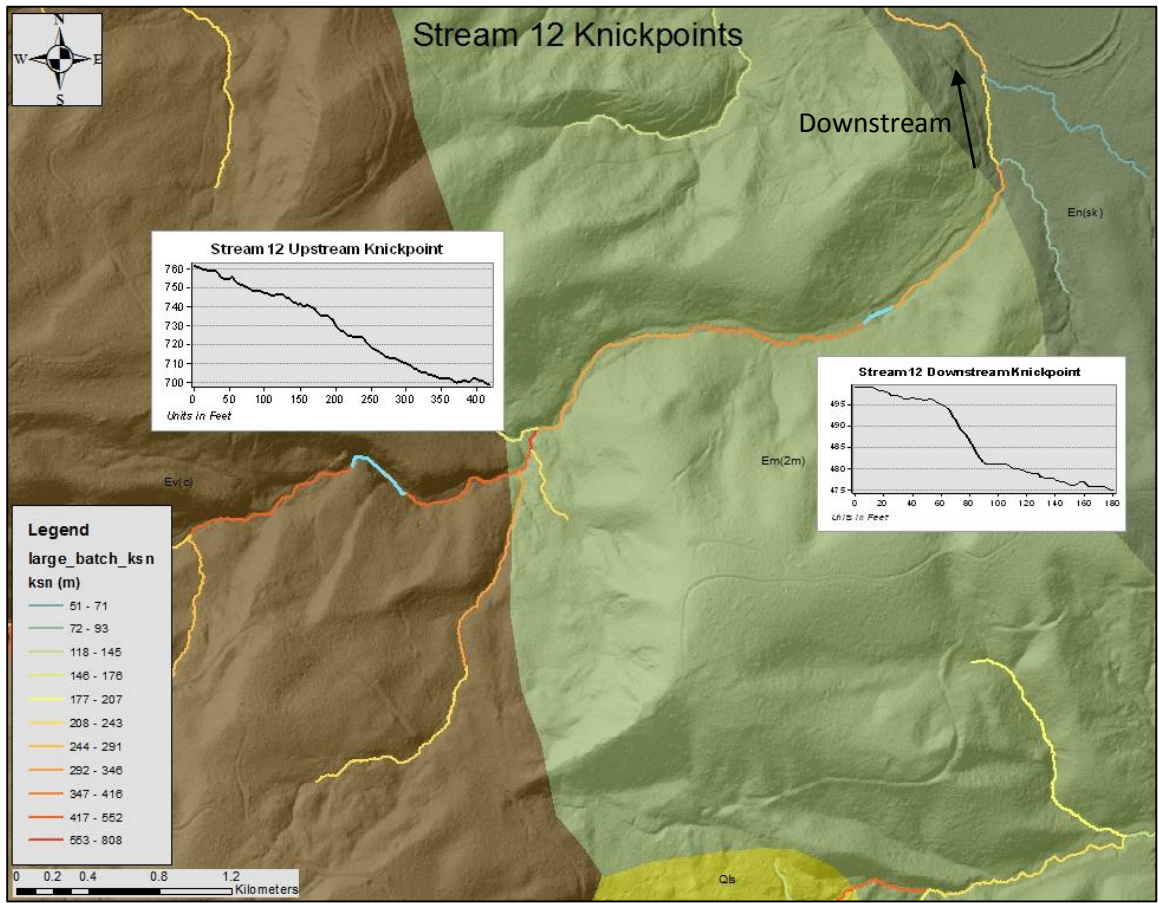 Stream 12 Knickpoints
N
W E
S
Downstream
En(sk)
Stream 12 Upstream Knickpoint
760
750
740
730
720
710
700
0 50 100 150 200 250 300 350 400
Units in Feet
Stream 12 Downstream Knickpoint
495
490
485
480
475
0 20 40 60 80 100 120 140 160 180
Units in Feet
Em(2m)
Ev(c)
Legend
large_batch_ksn
ksn (m)
51 - 71
72 - 93
118 - 145
146 - 176
177 - 207
208 - 243
244 - 291
292 - 346
347 - 416
417 - 552
553 - 808
0 0.2 0.4 0.8 1.2
Kilometers
Qls